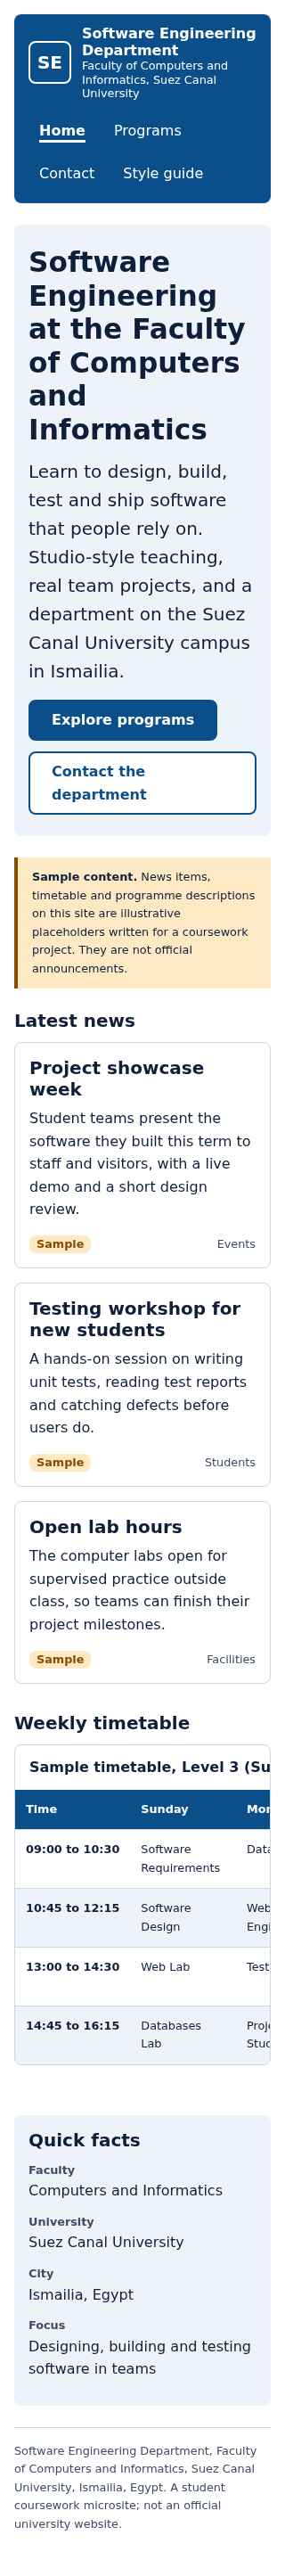 SE
Software Engineering
Department
Faculty of Computers and
Informatics, Suez Canal
University
Home Programs
Contact Style guide
Software
Engineering
at the Faculty
of Computers
and
Informatics
Learn to design, build,
test and ship software
that people rely on.
Studio-style teaching,
real team projects, and a
department on the Suez
Canal University campus
in Ismailia.
Explore programs
Contact the
department
Sample content. News items,
timetable and programme descriptions
on this site are illustrative
placeholders written for a coursework
project. They are not official
announcements.
Latest news
Project showcase
week
Student teams present the
software they built this term to
staff and visitors, with a live
demo and a short design
review.
Sample Events
Testing workshop for
new students
A hands-on session on writing
unit tests, reading test reports
and catching defects before
users do.
Sample Students
Open lab hours
The computer labs open for
supervised practice outside
class, so teams can finish their
project milestones.
Sample Facilities
Weekly timetable
Sample timetable, Level 3 (Su
Time Sunday Mo
09:00 to 10:30 Software Data
Requirements
10:45 to 12:15 Software Web
Design Engi
13:00 to 14:30 Web Lab Test
14:45 to 16:15 Databases Proj
Lab Stud
Quick facts
Faculty
Computers and Informatics
University
Suez Canal University
City
Ismailia, Egypt
Focus
Designing, building and testing
software in teams
Software Engineering Department, Faculty
of Computers and Informatics, Suez Canal
University, Ismailia, Egypt. A student
coursework microsite; not an official
university website.